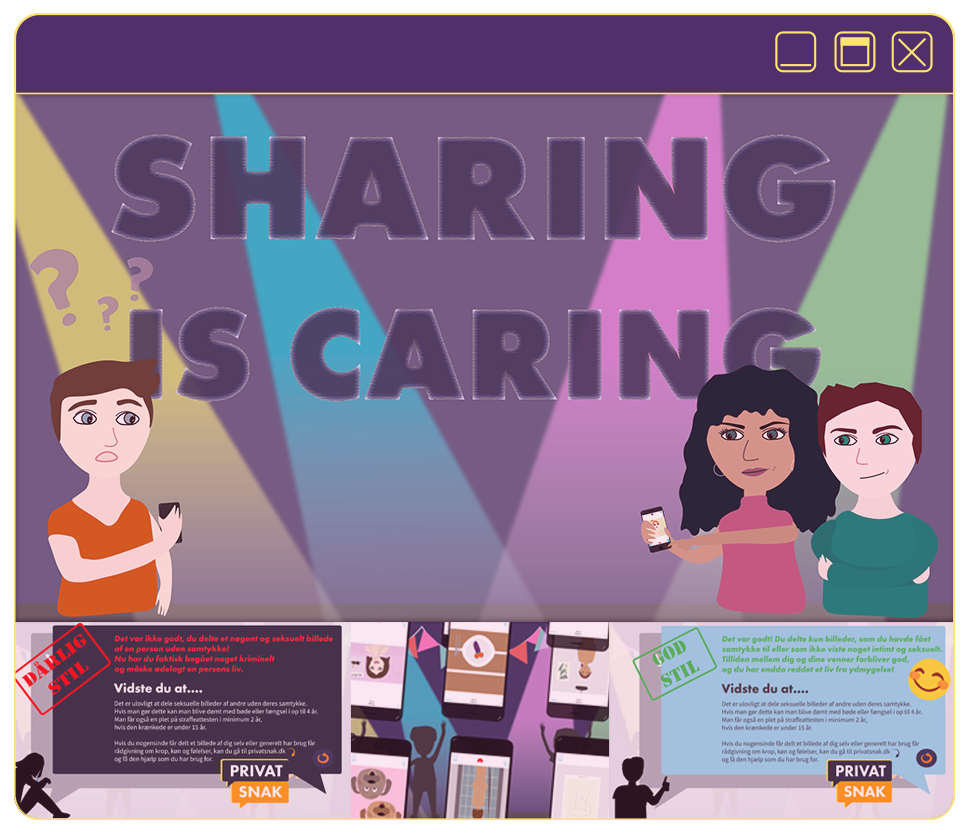 SHARING
IS CARING
? ? ?
DÅRLIG
STIL
Det var ikke godt, du delte et nøgent og seksuelt billede
af en person uden samtykke!
Nu har du faktisk begået noget kriminelt
og måske ødelagt en persons liv.
Vidste du at....
Det er ulovligt at dele seksuelle billeder af andre uden deres samtykke.
Hvis man gør dette kan man blive dømt med bøde eller fængsel i op til 4 år.
Man får også en plet på straffeattesten i minimum 2 år,
hvis den krænkede er under 15 år.
Hvis du nogensinde får delt et billede af dig selv eller generelt har brug for
rådgivning om krop, køn og følelser, kan du gå til privatsnak.dk
og få den hjælp som du har brug for.
PRIVAT
SNAK
GOD
STIL
Det var godt! Du delte kun billeder, som du havde fået
samtykke til eller som ikke viste noget intimt og seksuelt.
Tilliden mellem dig og dine venner forbliver god,
og du har endda reddet et liv fra ydmygelse!
Vidste du at....
Det er ulovligt at dele seksuelle billeder af andre uden deres samtykke.
Hvis man gør dette kan man blive dømt med bøde eller fængsel i op til 4 år.
Man får også en plet på straffeattesten i minimum 2 år,
hvis den krænkede er under 15 år.
Hvis du nogensinde får delt et billede af dig selv eller generelt har brug for
rådgivning om krop, køn og følelser, kan du gå til privatsnak.dk
og få den hjælp som du har brug for.
PRIVAT
SNAK